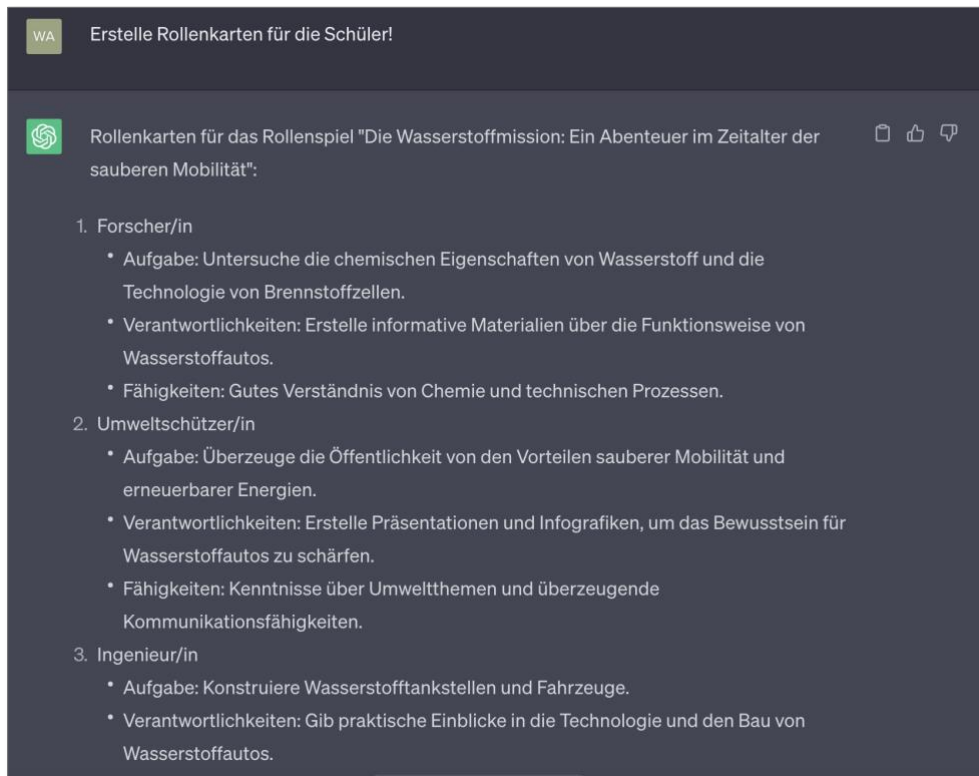 WA
Erstelle Rollenkarten für die Schüler!
Rollenkarten für das Rollenspiel "Die Wasserstoffmission: Ein Abenteuer im Zeitalter der
sauberen Mobilität":
1. Forscher/in
• Aufgabe: Untersuche die chemischen Eigenschaften von Wasserstoff und die
Technologie von Brennstoffzellen.
• Verantwortlichkeiten: Erstelle informative Materialien über die Funktionsweise von
Wasserstoffautos.
• Fähigkeiten: Gutes Verständnis von Chemie und technischen Prozessen.
2. Umweltschützer/in
• Aufgabe: Überzeuge die Öffentlichkeit von den Vorteilen sauberer Mobilität und
erneuerbarer Energien.
• Verantwortlichkeiten: Erstelle Präsentationen und Infografiken, um das Bewusstsein für
Wasserstoffautos zu schärfen.
• Fähigkeiten: Kenntnisse über Umweltthemen und überzeugende
Kommunikationsfähigkeiten.
3. Ingenieur/in
• Aufgabe: Konstruiere Wasserstofftankstellen und Fahrzeuge.
• Verantwortlichkeiten: Gib praktische Einblicke in die Technologie und den Bau von
Wasserstoffautos.